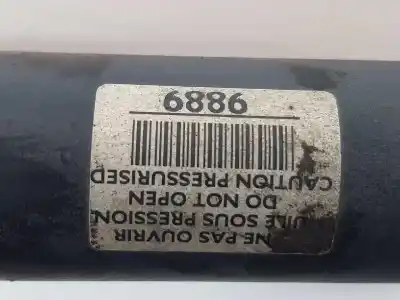 6886
CAUTION PRESSURISED
DO NOT OPEN
SOUS PRESSION
NE PAS OUVRIR